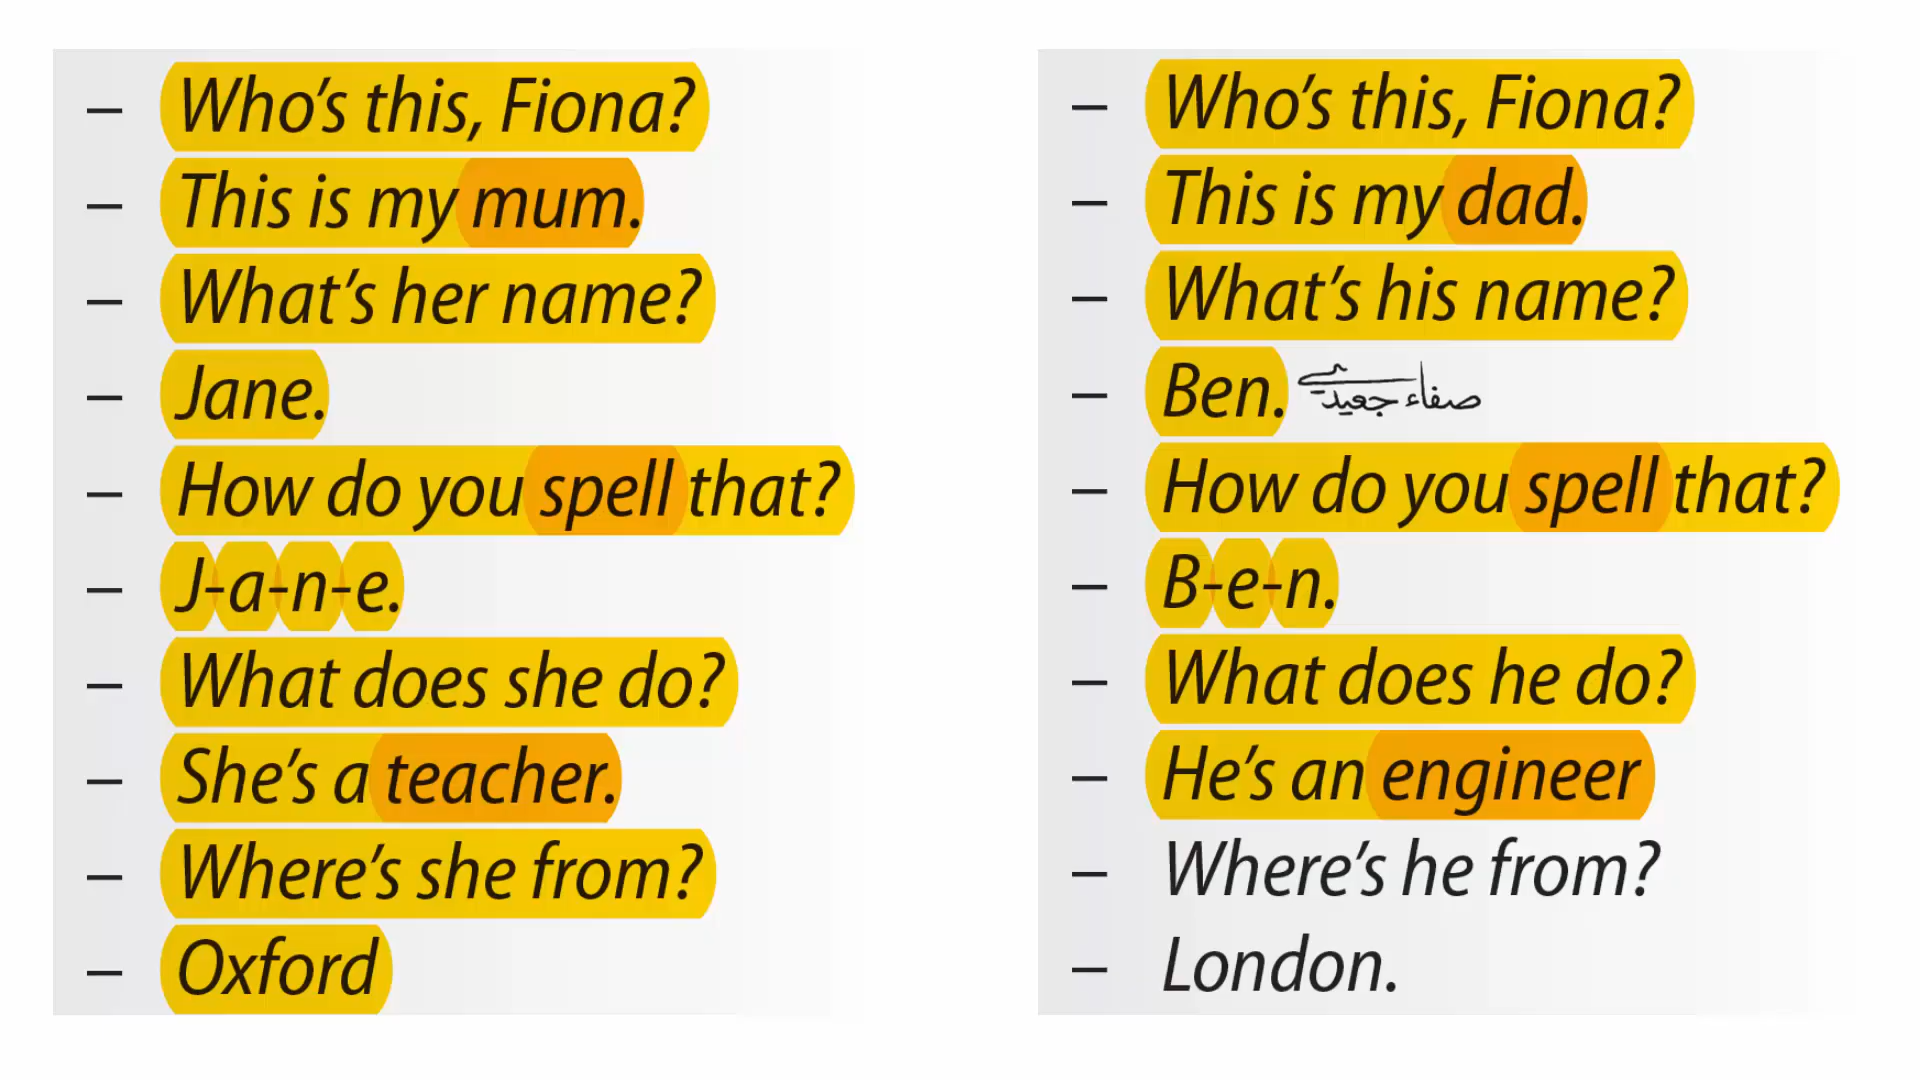 – Who's this, Fiona?
– This is my mum.
– What's her name?
– Jane.
– How do you spell that?
– J-a-n-e.
– What does she do?
– She's a teacher.
– Where's she from?
– Oxford
– Who's this, Fiona?
– This is my dad.
– What's his name?
– Ben.
صفاء جعيد
– How do you spell that?
– B-e-n.
– What does he do?
– He's an engineer
– Where's he from?
– London.